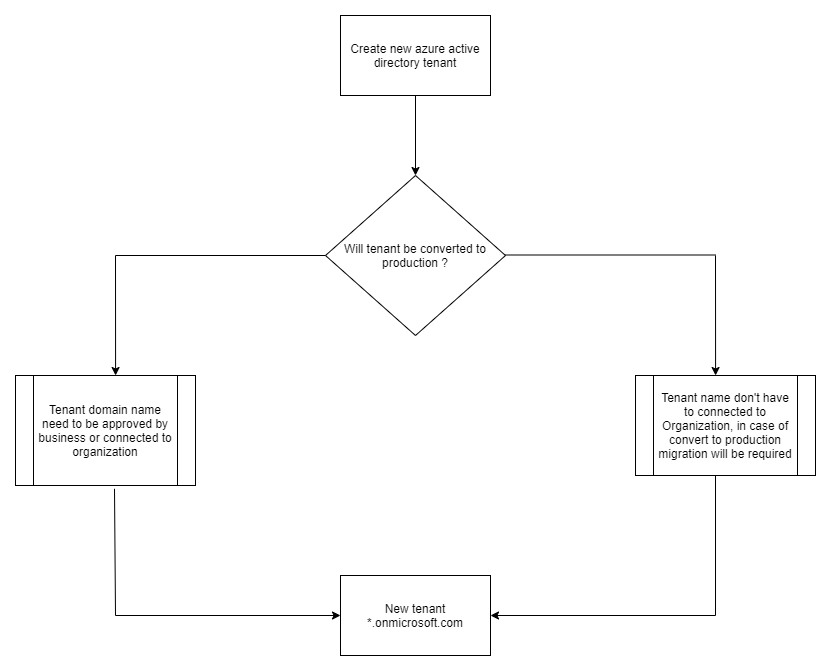 Create new azure active
directory tenant
Will tenant be converted to
production ?
Tenant domain name
need to be approved by
business or connected to
organization
Tenant name don't have
to connected to
Organization, in case of
convert to production
migration will be required
New tenant
*.onmicrosoft.com